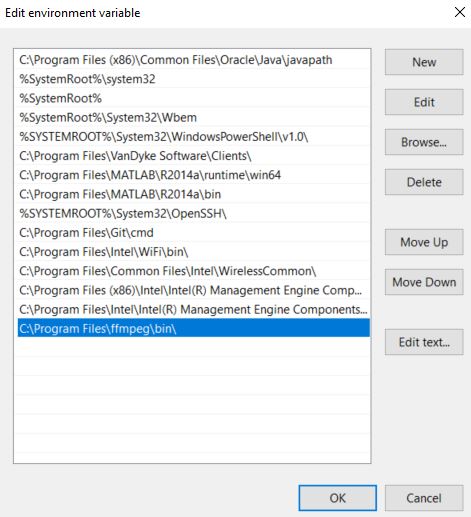 Edit environment variable
C:\Program Files (x86)\Common Files\Oracle\Java\javapath
%SystemRoot%\system32
%SystemRoot%
%SystemRoot%\System32\Wbem
%SYSTEMROOT%\System32\WindowsPowerShell\v1.0\
C:\Program Files\VanDyke Software\Clients\
C:\Program Files\MATLAB\R2014a\runtime\win64
C:\Program Files\MATLAB\R2014a\bin
%SYSTEMROOT%\System32\OpenSSH\
C:\Program Files\Git\cmd
C:\Program Files\Intel\WiFi\bin\
C:\Program Files\Common Files\Intel\WirelessCommon\
C:\Program Files (x86)\Intel\Intel(R) Management Engine Comp...
C:\Program Files\Intel\Intel(R) Management Engine Components...
C:\Program Files\ffmpeg\bin\
New
Edit
Browse...
Delete
Move Up
Move Down
Edit text...
OK
Cancel